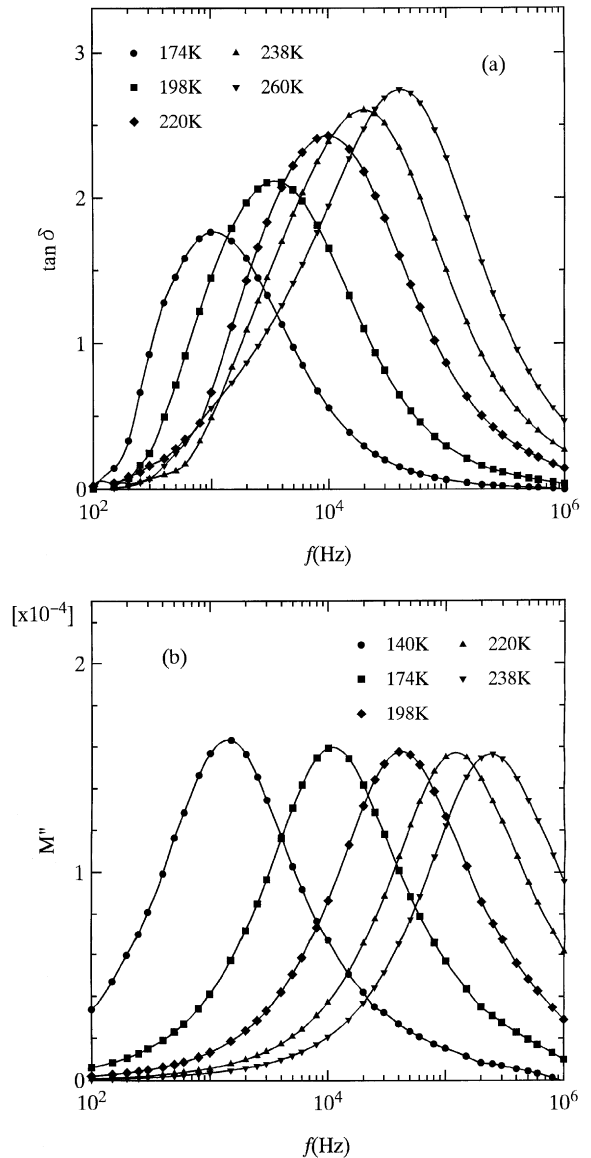 3
174K 238K
(a)
198K 260K
220K
2
tan δ
1
0
10² 10⁴ 10⁶
f(Hz)
[x10⁻⁴]
2
(b)
140K 220K
174K 238K
198K
M"
1
0
10² 10⁴ 10⁶
f(Hz)